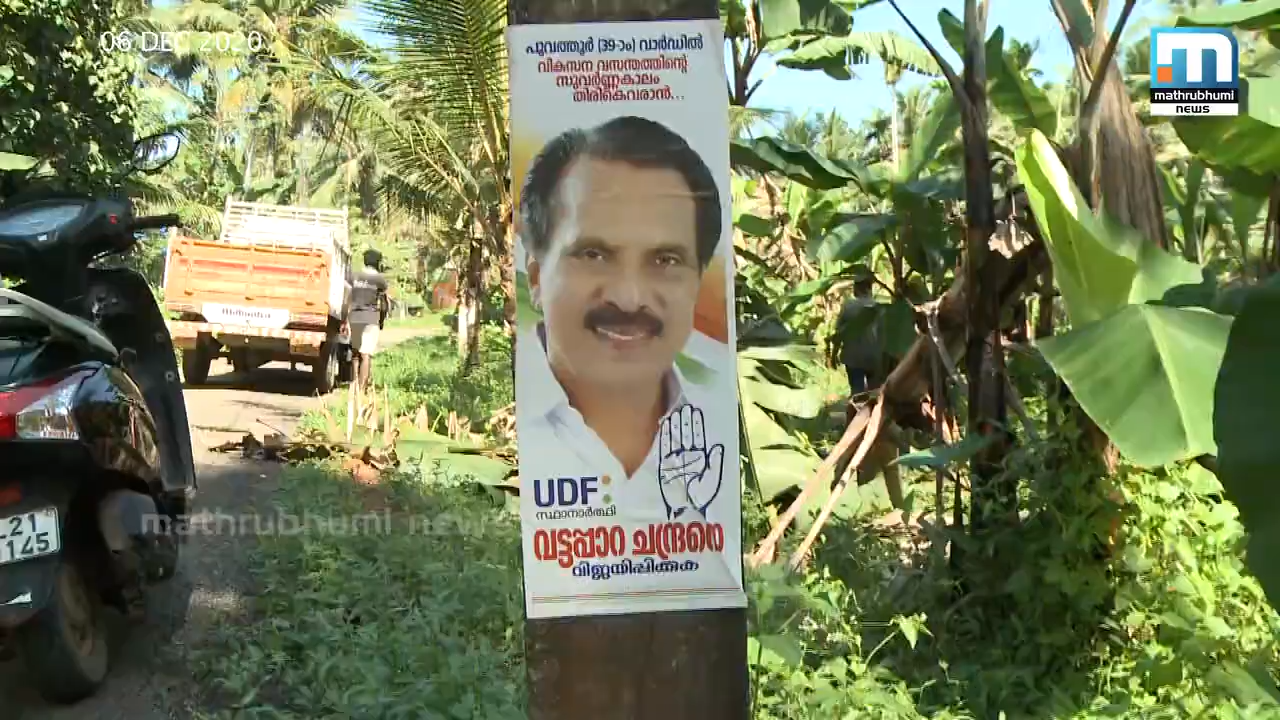 06 DEC 2020
mathrubhumi
news
പൂവത്തൂർ (39-ാം) വാർഡിൽ
വികസന വസന്തത്തിന്റെ
സുവർണ്ണകാലം
തിരികെവരാൻ...
UDF
സ്ഥാനാർത്ഥി
വട്ടപ്പാറ ചന്ദ്രനെ
വിജയിപ്പിക്കുക
mathrubhumi news
21
145